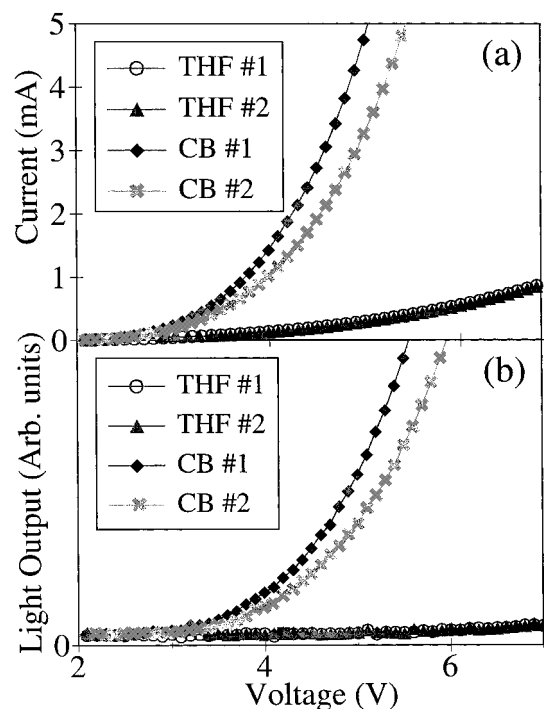 5
4
3
2
1
0
Current (mA)
(a)
THF #1
THF #2
CB #1
CB #2
Light Output (Arb. units)
(b)
THF #1
THF #2
CB #1
CB #2
0
2
4
6
Voltage (V)